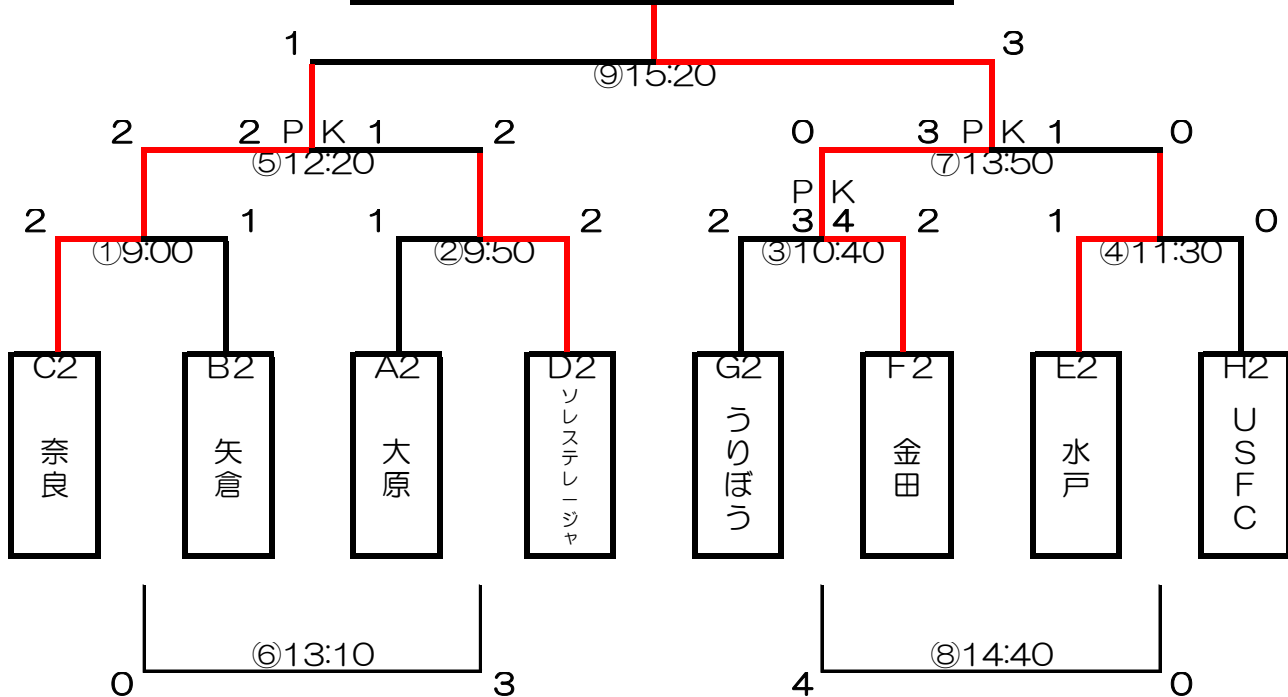 1 3
⑨15:20
2 2 PK 1 2 0 3 PK 1 0
⑤12:20 ⑦13:50
PK
2 1 1 2 2 3 4 2 1 0
①9:00 ②9:50 ③10:40 ④11:30
C2 B2 A2 D2 G2 F2 E2 H2
奈良
矢倉
大原
ソレステレージャ
うりぼう
金田
水戸
USFC
⑥13:10 ⑧14:40
0 3 4 0